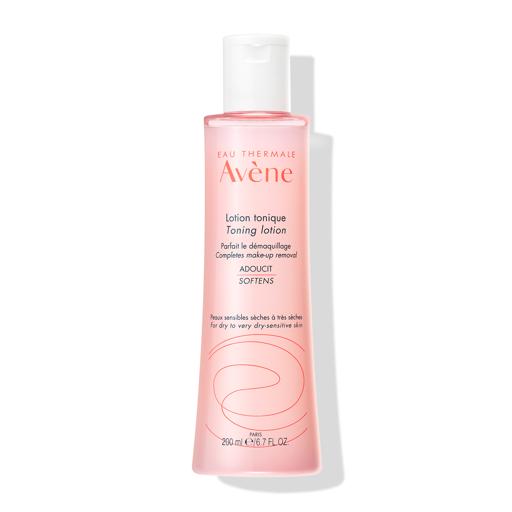 EAU THERMALE
Avène
Lotion tonique
Toning lotion
Parfait le démaquillage
Completes make-up removal
ADOUCIT
SOFTENS
Peaux sensibles sèches à très sèches
For dry to very dry-sensitive skin
PARIS
200 ml ℮/6.7 FL.OZ.